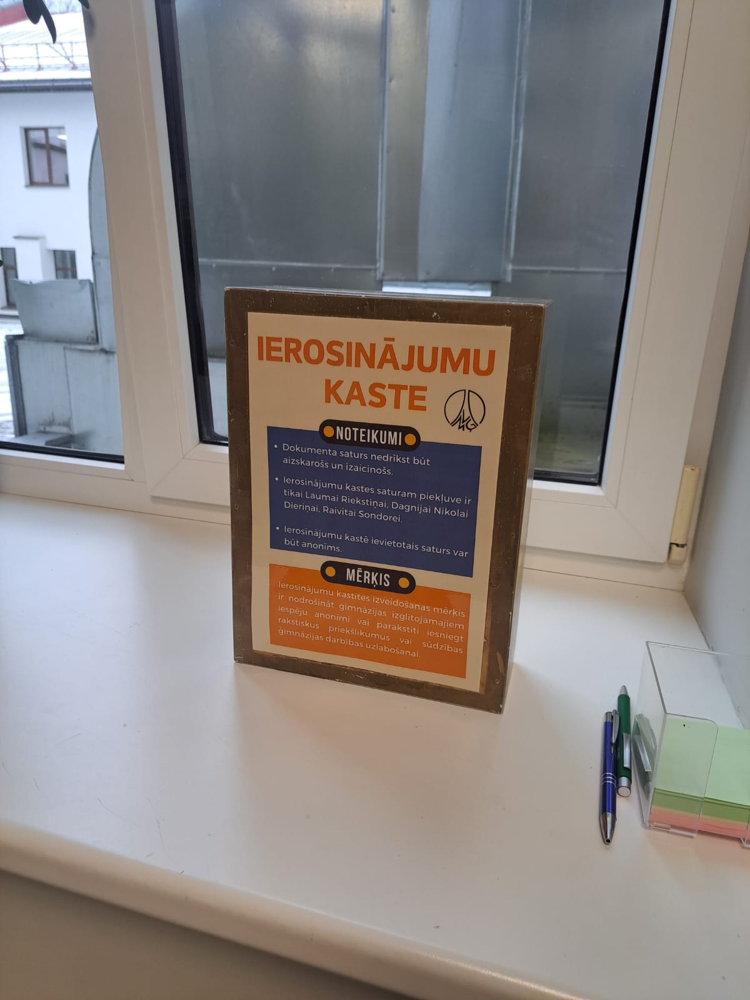 IEROSINĀJUMU
KASTE
NOTEIKUMI
• Dokumenta saturs nedrīkst būt
aizskarošs un izaicinošs.
• Ierosinājumu kastes saturam piekļuve ir
tikai Laumai Riekstiņai, Dagnijai Nikolai
Dieriņai, Raivitai Sondorei.
• Ierosinājumu kastē ievietotais saturs var
būt anonīms.
MĒRĶIS
Ierosinājumu kastītes izveidošanas mērķis
ir nodrošināt ģimnāzijas izglītojamajiem
iespēju anonīmi vai parakstīti iesniegt
rakstiskus priekšlikumus vai sūdzības
ģimnāzijas darbības uzlabošanai.